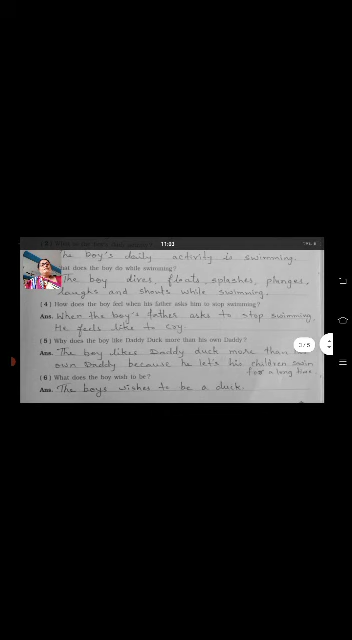 11:03
The boy's daily activity is swimming.
hat does the boy do while swimming?
The boy dives, floats, splashes, plunges,
laughs and shouts while swimming.
(4) How does the boy feel when his father asks him to stop swimming?
Ans. When the boy's father asks to stop swimming.
He feels like to cry.
(5) Why does the boy like Daddy Duck more than his own Daddy?
Ans. The boy likes Daddy duck more than
own Daddy because he let's his children swim
for a long time
(6) What does the boy wish to be?
Ans. The boys wishes to be a duck.